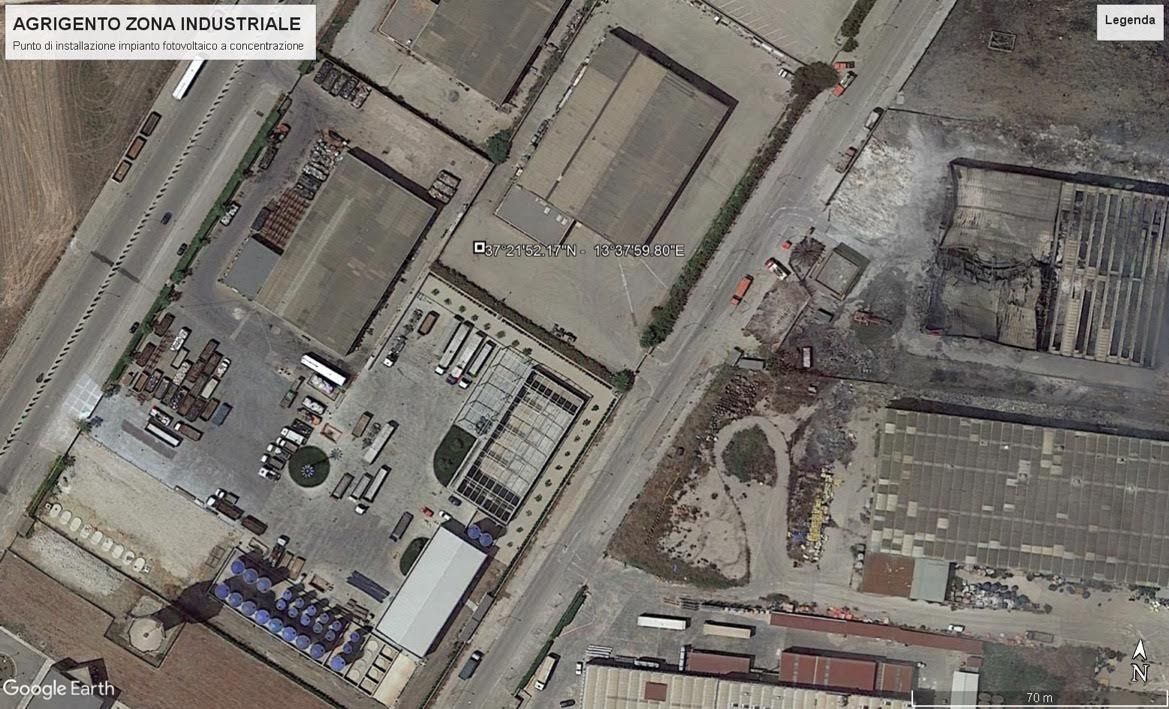 AGRIGENTO ZONA INDUSTRIALE
Punto di installazione impianto fotovoltaico a concentrazione
Legenda
37°21'52.17"N - 13°37'59.80"E
Google Earth
N
70 m